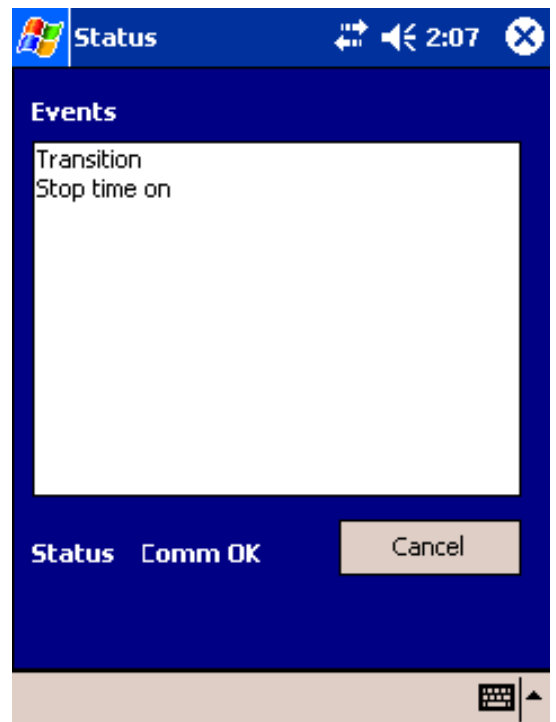 Status 2:07
Events
Transition
Stop time on
Status Comm OK
Cancel